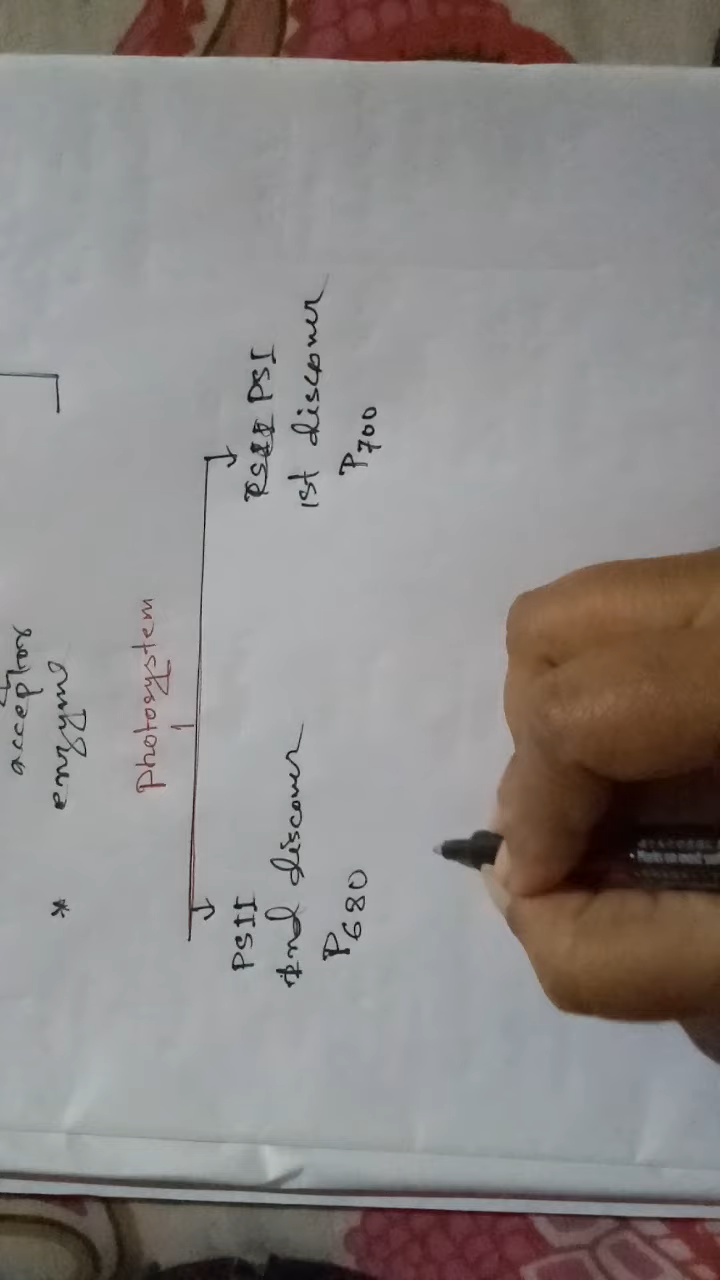 acceptor
* enzyme
Photosystem
PSII PSI
2nd discover 1st discover
P680 P700